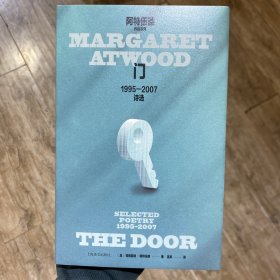 阿特伍德
MARGARET
ATWOOD
门
1995—2007
诗选
SELECTED
POETRY
1995-2007
THE DOOR